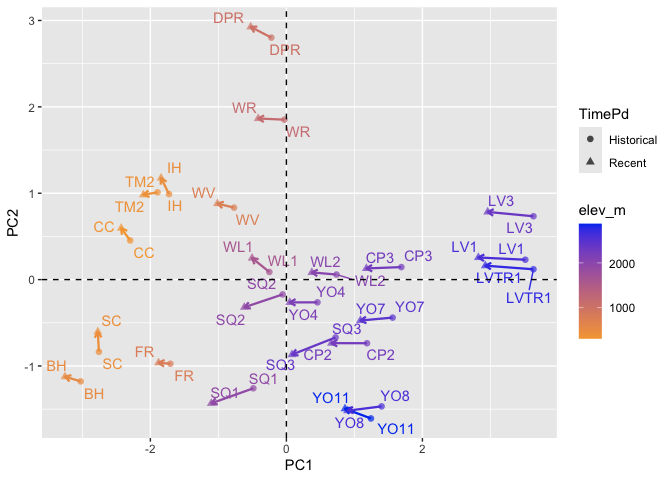 3
2
1
0
-1
-2
0
2
PC1
PC2
DPR
DPR
WR
WR
IH
TM2
TM2
IH
WV
WV
CC
CC
LV3
LV3
WL1
WL1
WL2
WL2
CP3
CP3
LV1
LV1
LVTR1
LVTR1
SQ2
SQ2
YO4
YO4
YO7
YO7
SC
SC
SQ3
SQ3
CP2
CP2
FR
FR
BH
BH
SQ1
SQ1
YO11
YO8
YO8
YO11
TimePd
Historical
Recent
elev_m
2000
1000